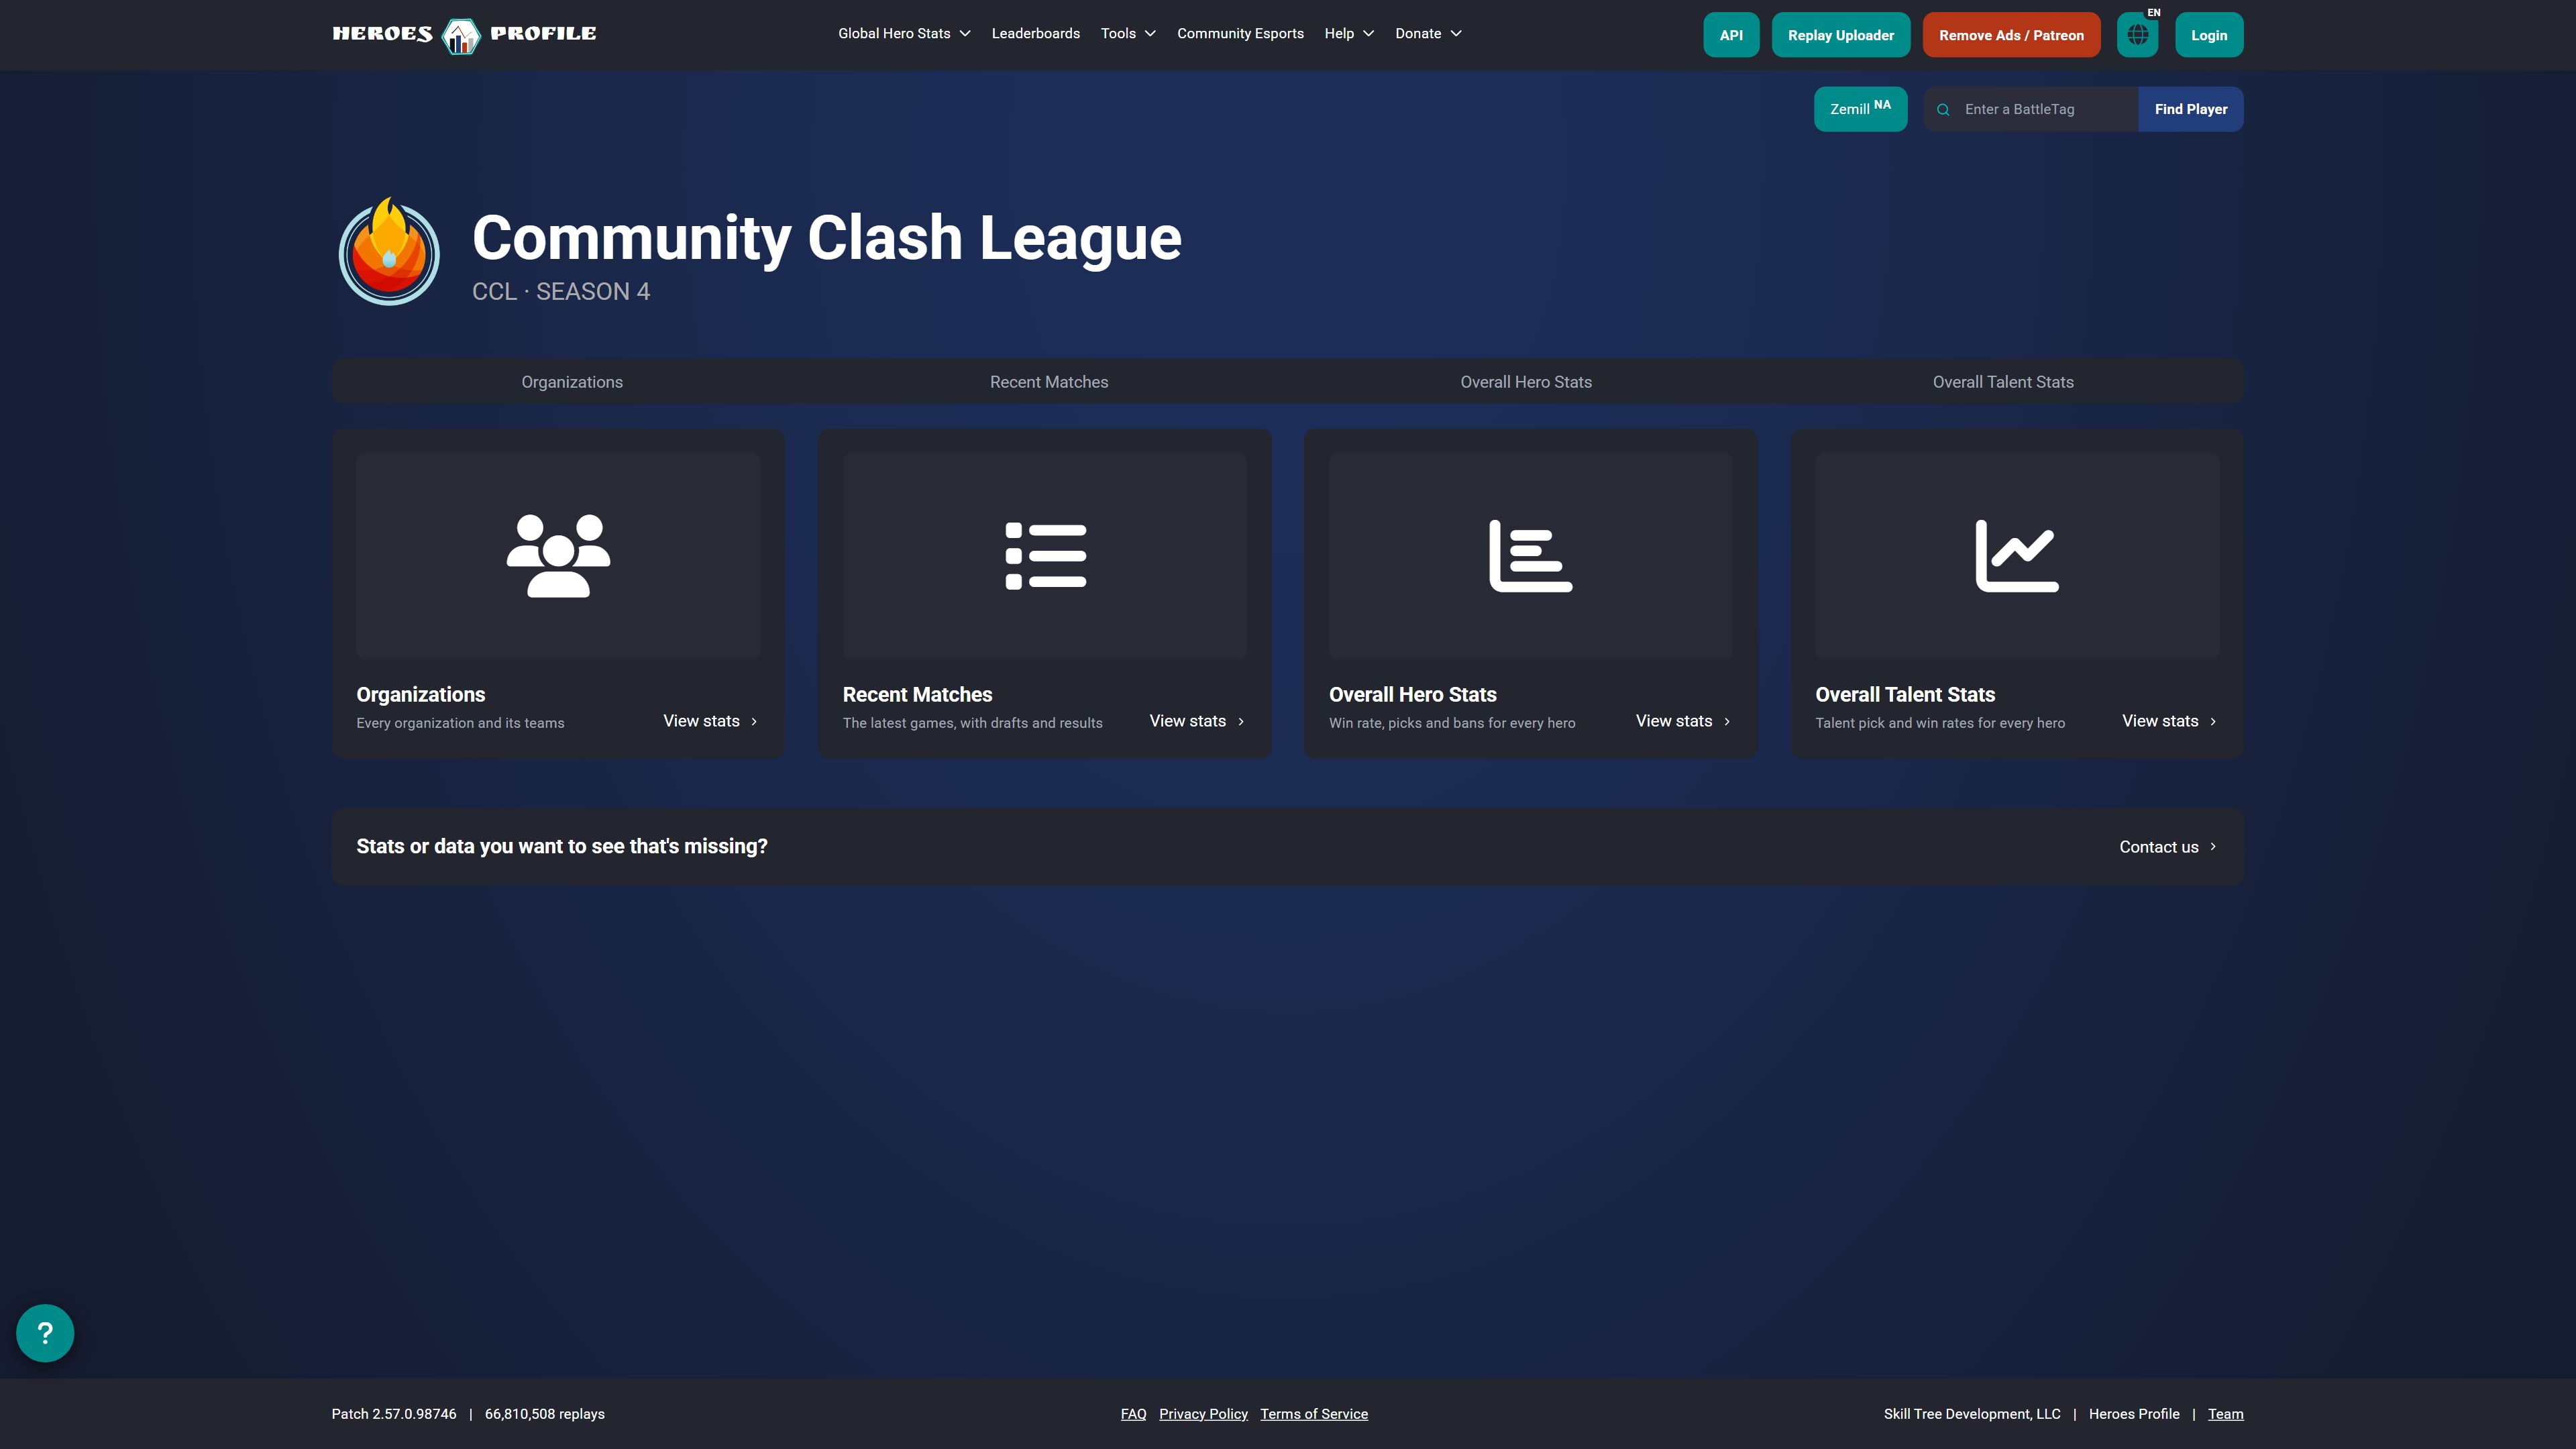 HEROES PROFILE
Global Hero Stats Leaderboards Tools Community Esports Help Donate
API Replay Uploader Remove Ads / Patreon EN Login
Zemill NA Enter a BattleTag Find Player
Community Clash League
CCL · SEASON 4
Organizations Recent Matches Overall Hero Stats Overall Talent Stats
Organizations
Every organization and its teams View stats
Recent Matches
The latest games, with drafts and results View stats
Overall Hero Stats
Win rate, picks and bans for every hero View stats
Overall Talent Stats
Talent pick and win rates for every hero View stats
Stats or data you want to see that's missing? Contact us
?
Patch 2.57.0.98746 | 66,810,508 replays FAQ Privacy Policy Terms of Service Skill Tree Development, LLC | Heroes Profile | Team